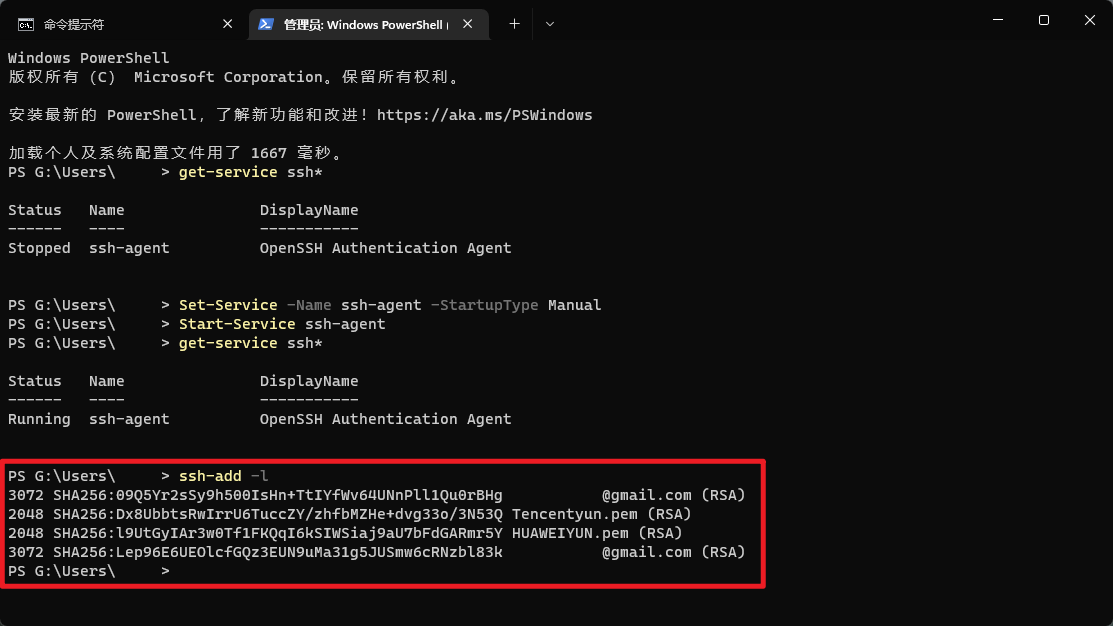 命令提示符
管理员: Windows PowerShell
Windows PowerShell
版权所有 (C)  Microsoft Corporation。保留所有权利。
安装最新的 PowerShell，了解新功能和改进！https://aka.ms/PSWindows
加载个人及系统配置文件用了 1667 毫秒。
PS G:\Users\     > get-service ssh*
Status   Name               DisplayName
------   ----               -----------
Stopped  ssh-agent          OpenSSH Authentication Agent
PS G:\Users\     > Set-Service -Name ssh-agent -StartupType Manual
PS G:\Users\     > Start-Service ssh-agent
PS G:\Users\     > get-service ssh*
Status   Name               DisplayName
------   ----               -----------
Running  ssh-agent          OpenSSH Authentication Agent
PS G:\Users\     > ssh-add -l
3072 SHA256:09Q5Yr2sSy9h500IsHn+TtIYfWv64UNnPll1Qu0rBHg           @gmail.com (RSA)
2048 SHA256:Dx8UbbtsRwIrrU6TuccZY/zhfbMZHe+dvg33o/3N53Q Tencentyun.pem (RSA)
2048 SHA256:l9UtGyIAr3w0Tf1FKQqI6kSIWSiaj9aU7bFdGARmr5Y HUAWEIYUN.pem (RSA)
3072 SHA256:Lep96E6UEOlcfGQz3EUN9uMa31g5JUSmw6cRNzbl83k           @gmail.com (RSA)
PS G:\Users\     >